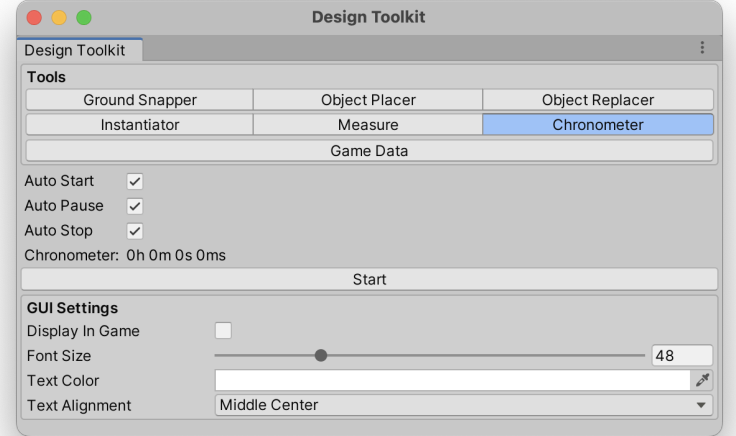 Design Toolkit
Design Toolkit
Tools
Ground Snapper Object Placer Object Replacer
Instantiator Measure Chronometer
Game Data
Auto Start
Auto Pause
Auto Stop
Chronometer: 0h 0m 0s 0ms
Start
GUI Settings
Display In Game
Font Size 48
Text Color
Text Alignment Middle Center